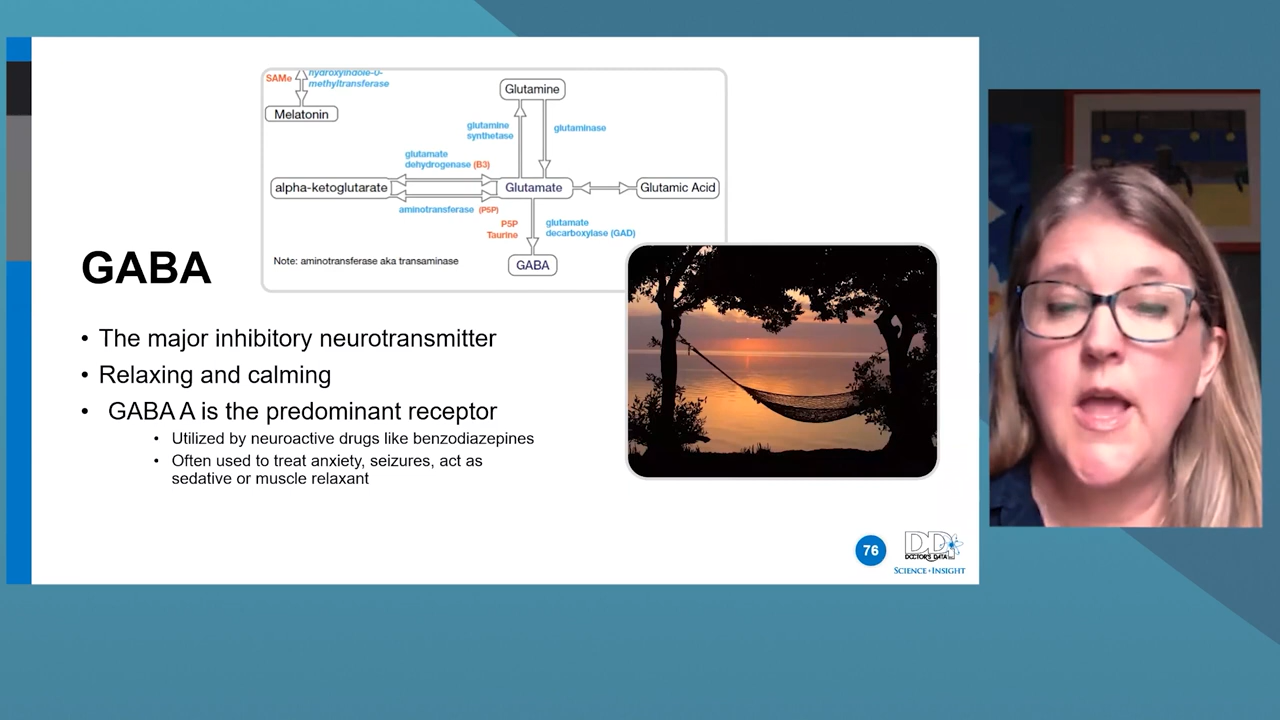 SAMe
hydroxyindole-O-
methyltransferase
Melatonin
Glutamine
glutamine
synthetase
glutaminase
glutamate
dehydrogenase (B3)
alpha-ketoglutarate
Glutamate
Glutamic Acid
aminotransferase (P5P)
P5P
Taurine
glutamate
decarboxylase (GAD)
Note: aminotransferase aka transaminase
GABA
GABA
• The major inhibitory neurotransmitter
• Relaxing and calming
• GABA A is the predominant receptor
• Utilized by neuroactive drugs like benzodiazepines
• Often used to treat anxiety, seizures, act as
sedative or muscle relaxant
76
DDI
DOCTOR'S DATA INC
SCIENCE + INSIGHT